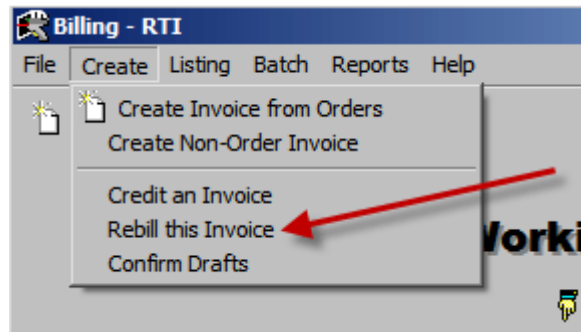 Billing - RTI
File Create Listing Batch Reports Help
Create Invoice from Orders
Create Non-Order Invoice
Credit an Invoice
Rebill this Invoice
Confirm Drafts